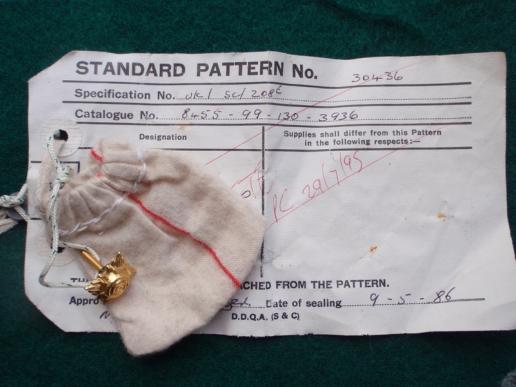 STANDARD PATTERN No. 30436
Specification No. UK/ SC/ 208E
Catalogue No. 8455-99-130-3936
Designation
Supplies shall differ from this Pattern
in the following respects:—
PC 29/7/95
ACHED FROM THE PATTERN.
Appro
Date of sealing 9-5-86
D.D.Q.A. (S & C)